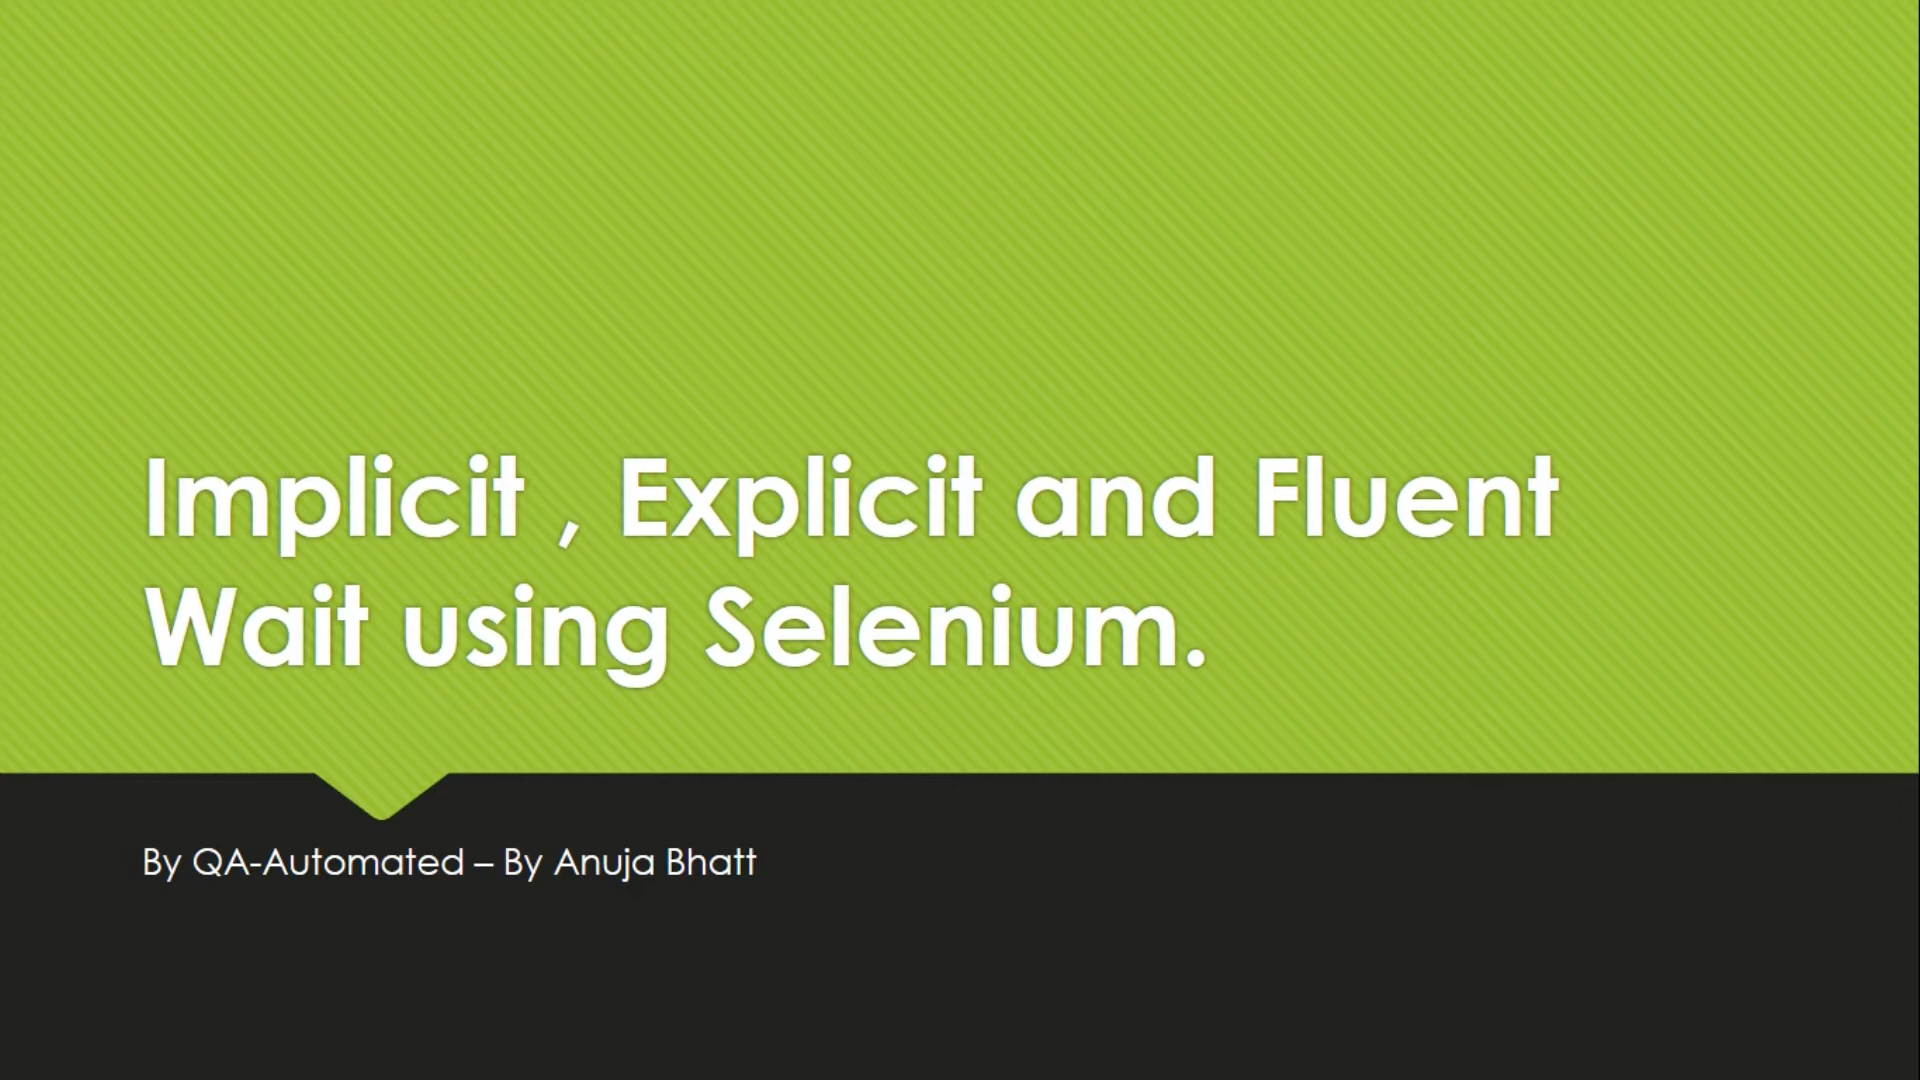 Implicit , Explicit and Fluent
Wait using Selenium.
By QA-Automated – By Anuja Bhatt